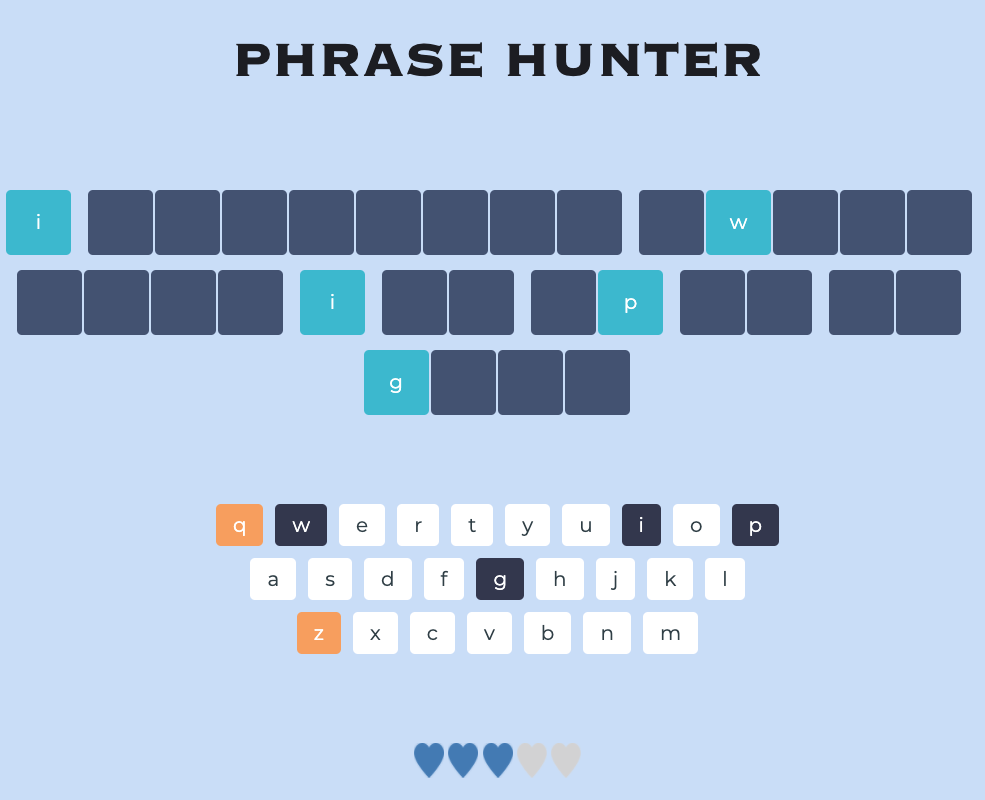 PHRASE HUNTER
i w
i p
g
q w e r t y u i o p
a s d f g h j k l
z x c v b n m